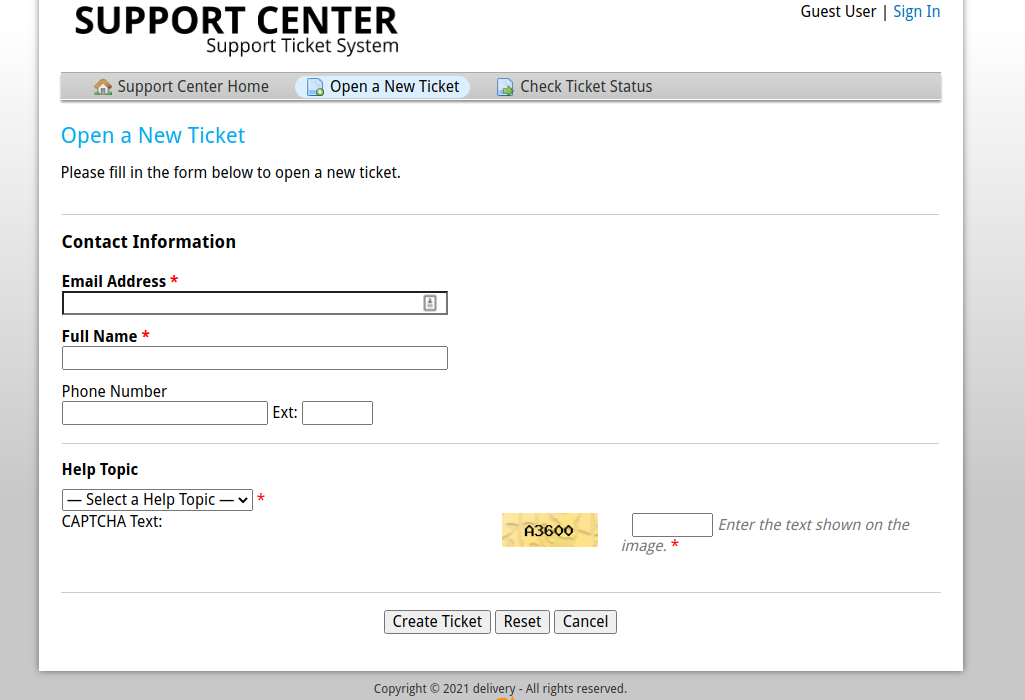 SUPPORT CENTER
Support Ticket System
Guest User | Sign In
Support Center Home
Open a New Ticket
Check Ticket Status
Open a New Ticket
Please fill in the form below to open a new ticket.
Contact Information
Email Address *
Full Name *
Phone Number
Ext:
Help Topic
— Select a Help Topic — *
CAPTCHA Text:
A3600
Enter the text shown on the
image. *
Create Ticket Reset Cancel
Copyright © 2021 delivery - All rights reserved.